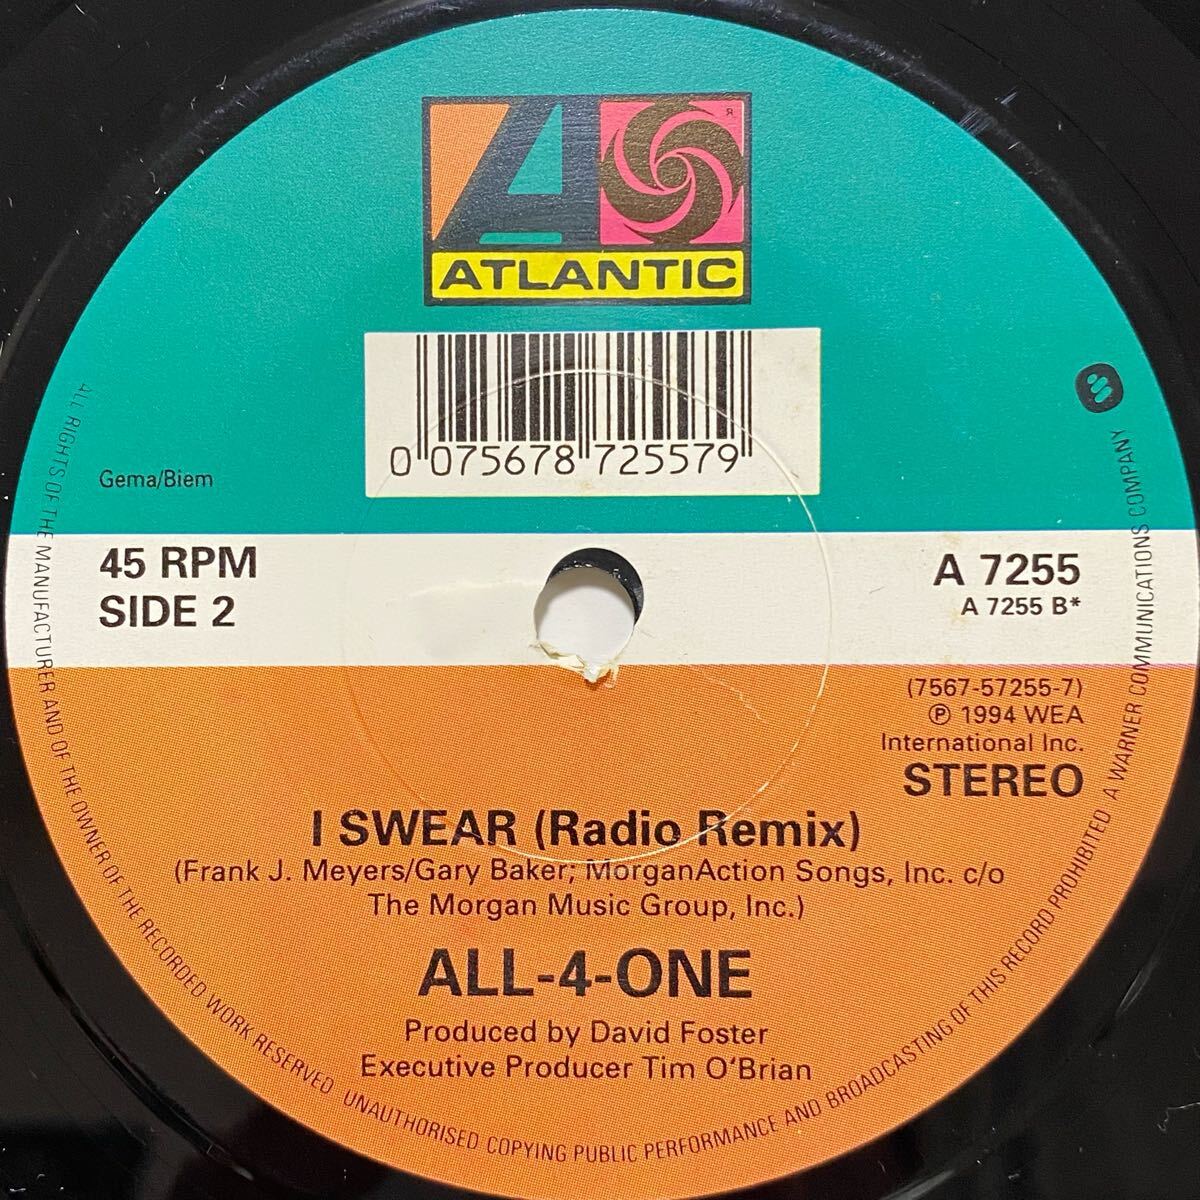 ATLANTIC
0 075678 725579
Gema/Biem
45 RPM
SIDE 2
A 7255
A 7255 B*
(7567-57255-7)
℗ 1994 WEA
International Inc.
STEREO
I SWEAR (Radio Remix)
(Frank J. Meyers/Gary Baker; MorganAction Songs, Inc. c/o
The Morgan Music Group, Inc.)
ALL-4-ONE
Produced by David Foster
Executive Producer Tim O'Brian
ALL RIGHTS OF THE MANUFACTURER AND OF THE OWNER OF THE RECORDED WORK RESERVED UNAUTHORISED COPYING PUBLIC PERFORMANCE AND BROADCASTING OF THIS RECORD PROHIBITED A WARNER COMMUNICATIONS COMPANY